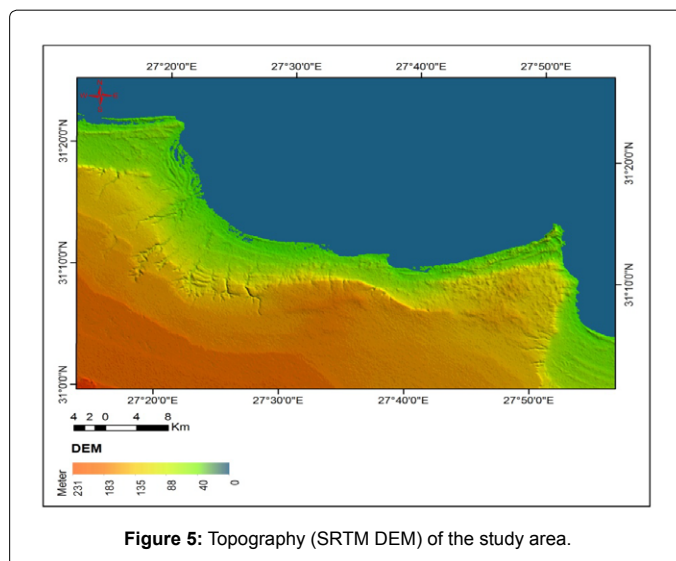 27°20'0"E 27°30'0"E 27°40'0"E 27°50'0"E
31°20'0"N
31°10'0"N
31°0'0"N
31°20'0"N
31°10'0"N
27°20'0"E 27°30'0"E 27°40'0"E 27°50'0"E
4 2 0 4 8
Km
DEM
Meter
231 183 135 88 40 0
Figure 5: Topography (SRTM DEM) of the study area.